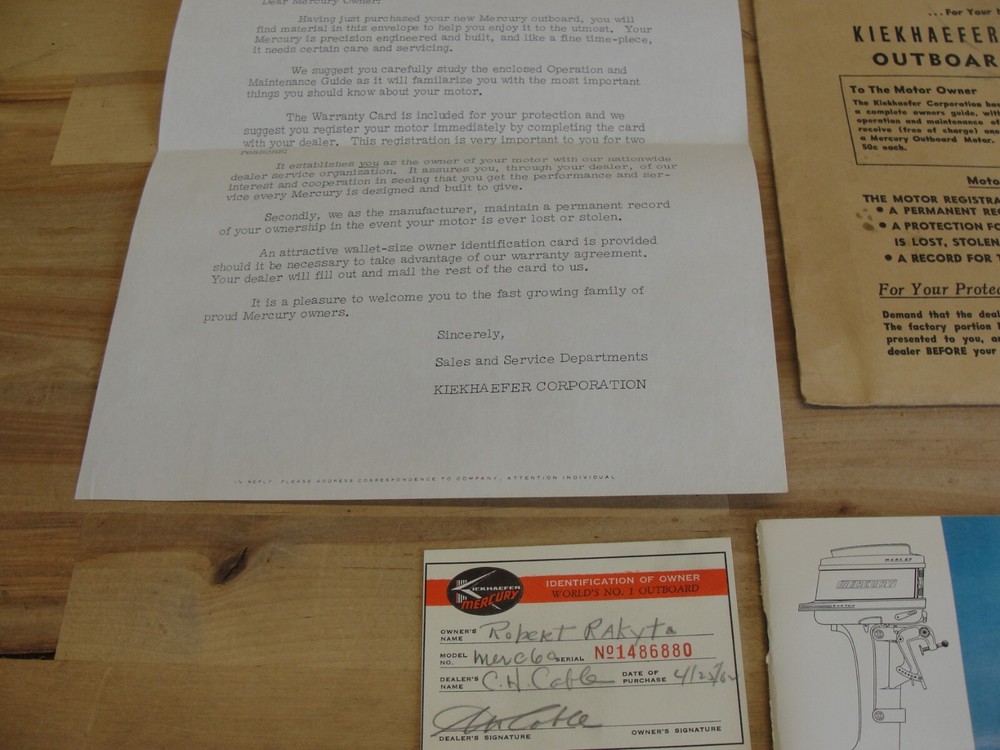 Dear Mercury Owner:
Having just purchased your new Mercury outboard, you will
find material in this envelope to help you enjoy it to the utmost. Your
Mercury is precision engineered and built, and like a fine time-piece,
it needs certain care and servicing.
We suggest you carefully study the enclosed Operation and
Maintenance Guide as it will familarize you with the most important
things you should know about your motor.
The Warranty Card is included for your protection and we
suggest you register your motor immediately by completing the card
with your dealer. This registration is very important to you for two
reasons:
It establishes you as the owner of your motor with our nationwide
dealer service organization. It assures you, through your dealer, of our
interest and cooperation in seeing that you get the performance and ser-
vice every Mercury is designed and built to give.
Secondly, we as the manufacturer, maintain a permanent record
of your ownership in the event your motor is ever lost or stolen.
An attractive wallet-size owner identification card is provided
should it be necessary to take advantage of our warranty agreement.
Your dealer will fill out and mail the rest of the card to us.
It is a pleasure to welcome you to the fast growing family of
proud Mercury owners.
Sincerely,
Sales and Service Departments
KIEKHAEFER CORPORATION
IN REPLY, PLEASE ADDRESS CORRESPONDENCE TO COMPANY, ATTENTION INDIVIDUAL
...For Your
KIEKHAEFER
OUTBOAR
To The Motor Owner
The Kiekhaefer Corporation has
a complete owners guide, with
operation and maintenance of
receive (free of charge) one
a Mercury Outboard Motor.
50c each.
Moto
THE MOTOR REGISTRA
• A PERMANENT RE
• A PROTECTION FO
IS LOST, STOLEN
• A RECORD FOR T
For Your Protec
Demand that the deal
The factory portion
presented to you, an
dealer BEFORE your
KIEKHAEFER
MERCURY
IDENTIFICATION OF OWNER
WORLD'S NO. 1 OUTBOARD
OWNER'S NAME Robert Rakyta
MODEL NO. Merc60 SERIAL No 1486880
DEALER'S NAME C.H. Cable DATE OF PURCHASE 4/23/62
DEALER'S SIGNATURE OWNER'S SIGNATURE
MERCURY